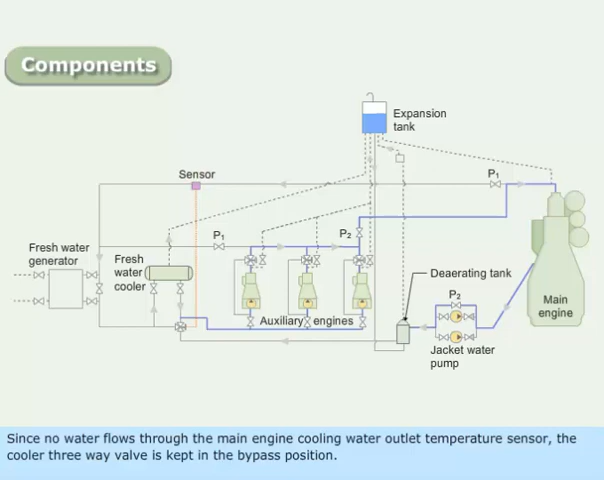 Components
Expansion
tank
Sensor
P1
P1
P2
Fresh water
generator
Fresh
water
cooler
Deaerating tank
P2
Main
engine
Auxiliary engines
Jacket water
pump
Since no water flows through the main engine cooling water outlet temperature sensor, the
cooler three way valve is kept in the bypass position.